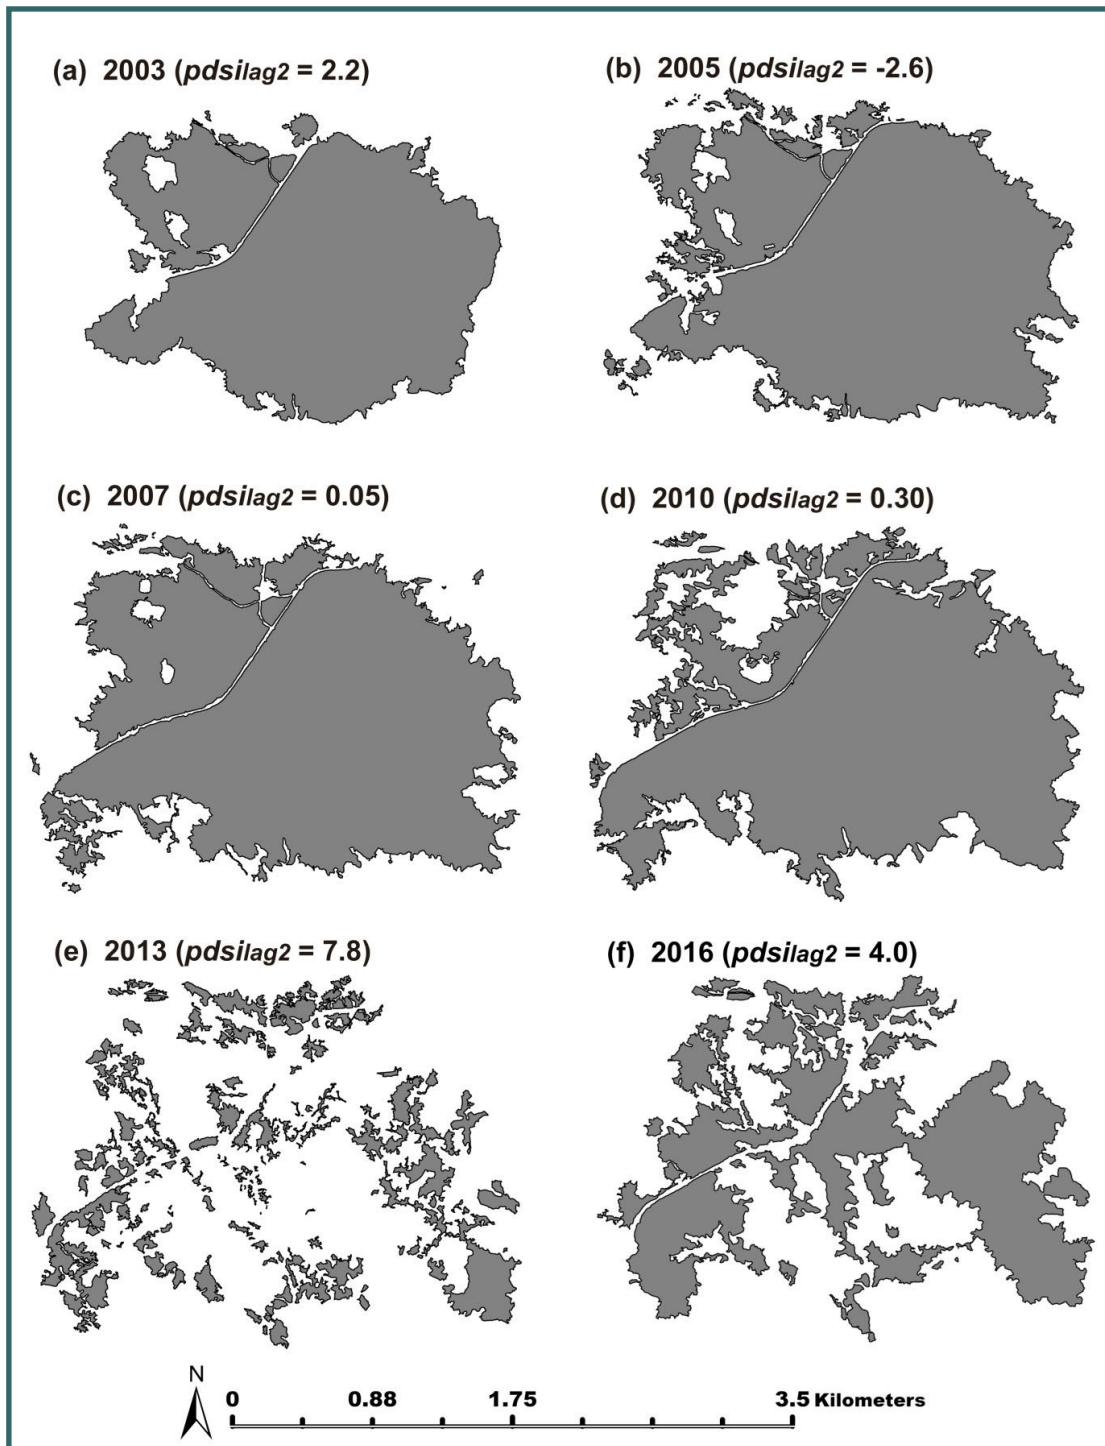 (a) 2003 (pdsilag2 = 2.2)
(b) 2005 (pdsilag2 = -2.6)
(c) 2007 (pdsilag2 = 0.05)
(d) 2010 (pdsilag2 = 0.30)
(e) 2013 (pdsilag2 = 7.8)
(f) 2016 (pdsilag2 = 4.0)
N
0 0.88 1.75 3.5 Kilometers